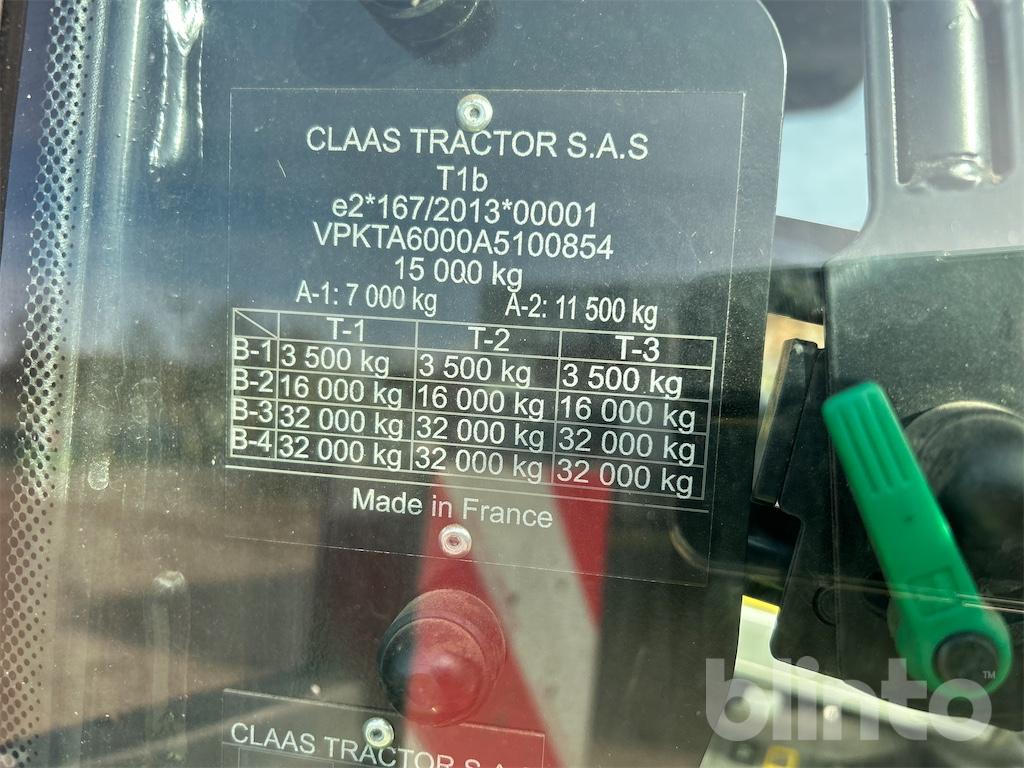 CLAAS TRACTOR S.A.S
T1b
e2*167/2013*00001
VPKTA6000A5100854
15 000 kg
A-1: 7 000 kg A-2: 11 500 kg
T-1 T-2 T-3
B-1 3 500 kg 3 500 kg 3 500 kg
B-2 16 000 kg 16 000 kg 16 000 kg
B-3 32 000 kg 32 000 kg 32 000 kg
B-4 32 000 kg 32 000 kg 32 000 kg
Made in France
CLAAS TRACTOR S.A.S
blinto™